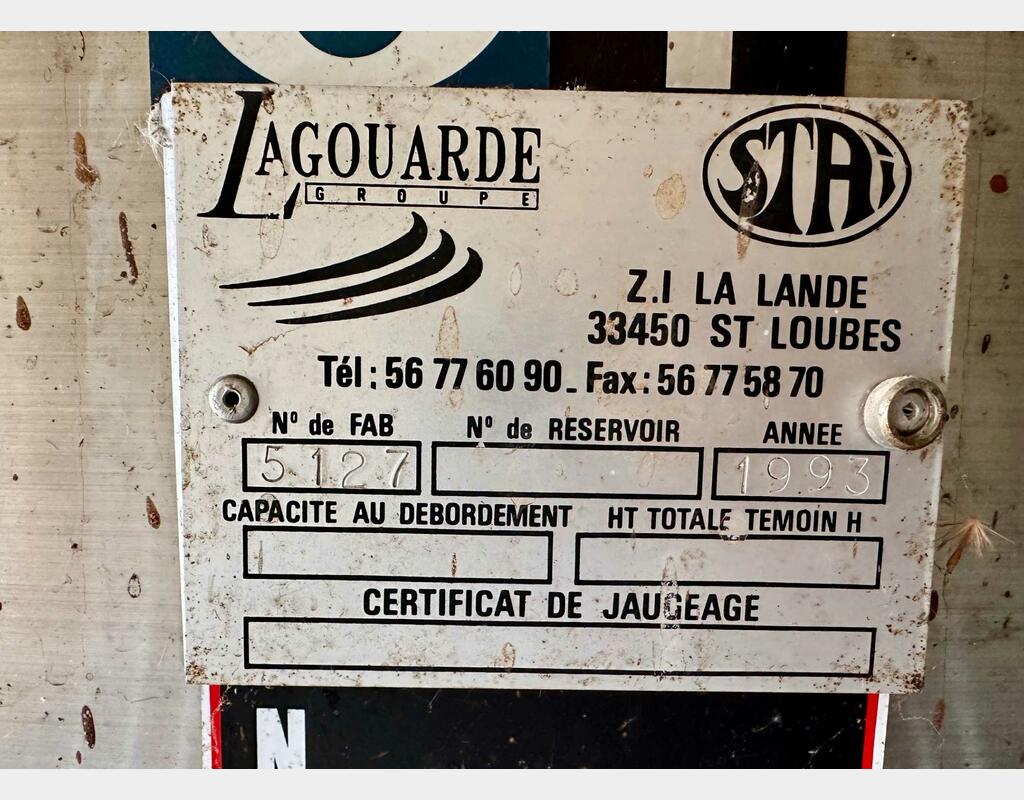 LAGOUARDE
GROUPE
STAi
Z.I LA LANDE
33450 ST LOUBES
Tél : 56 77 60 90 - Fax : 56 77 58 70
N° de FAB N° de RESERVOIR ANNEE
5127 1993
CAPACITE AU DEBORDEMENT HT TOTALE TEMOIN H
CERTIFICAT DE JAUGEAGE
N